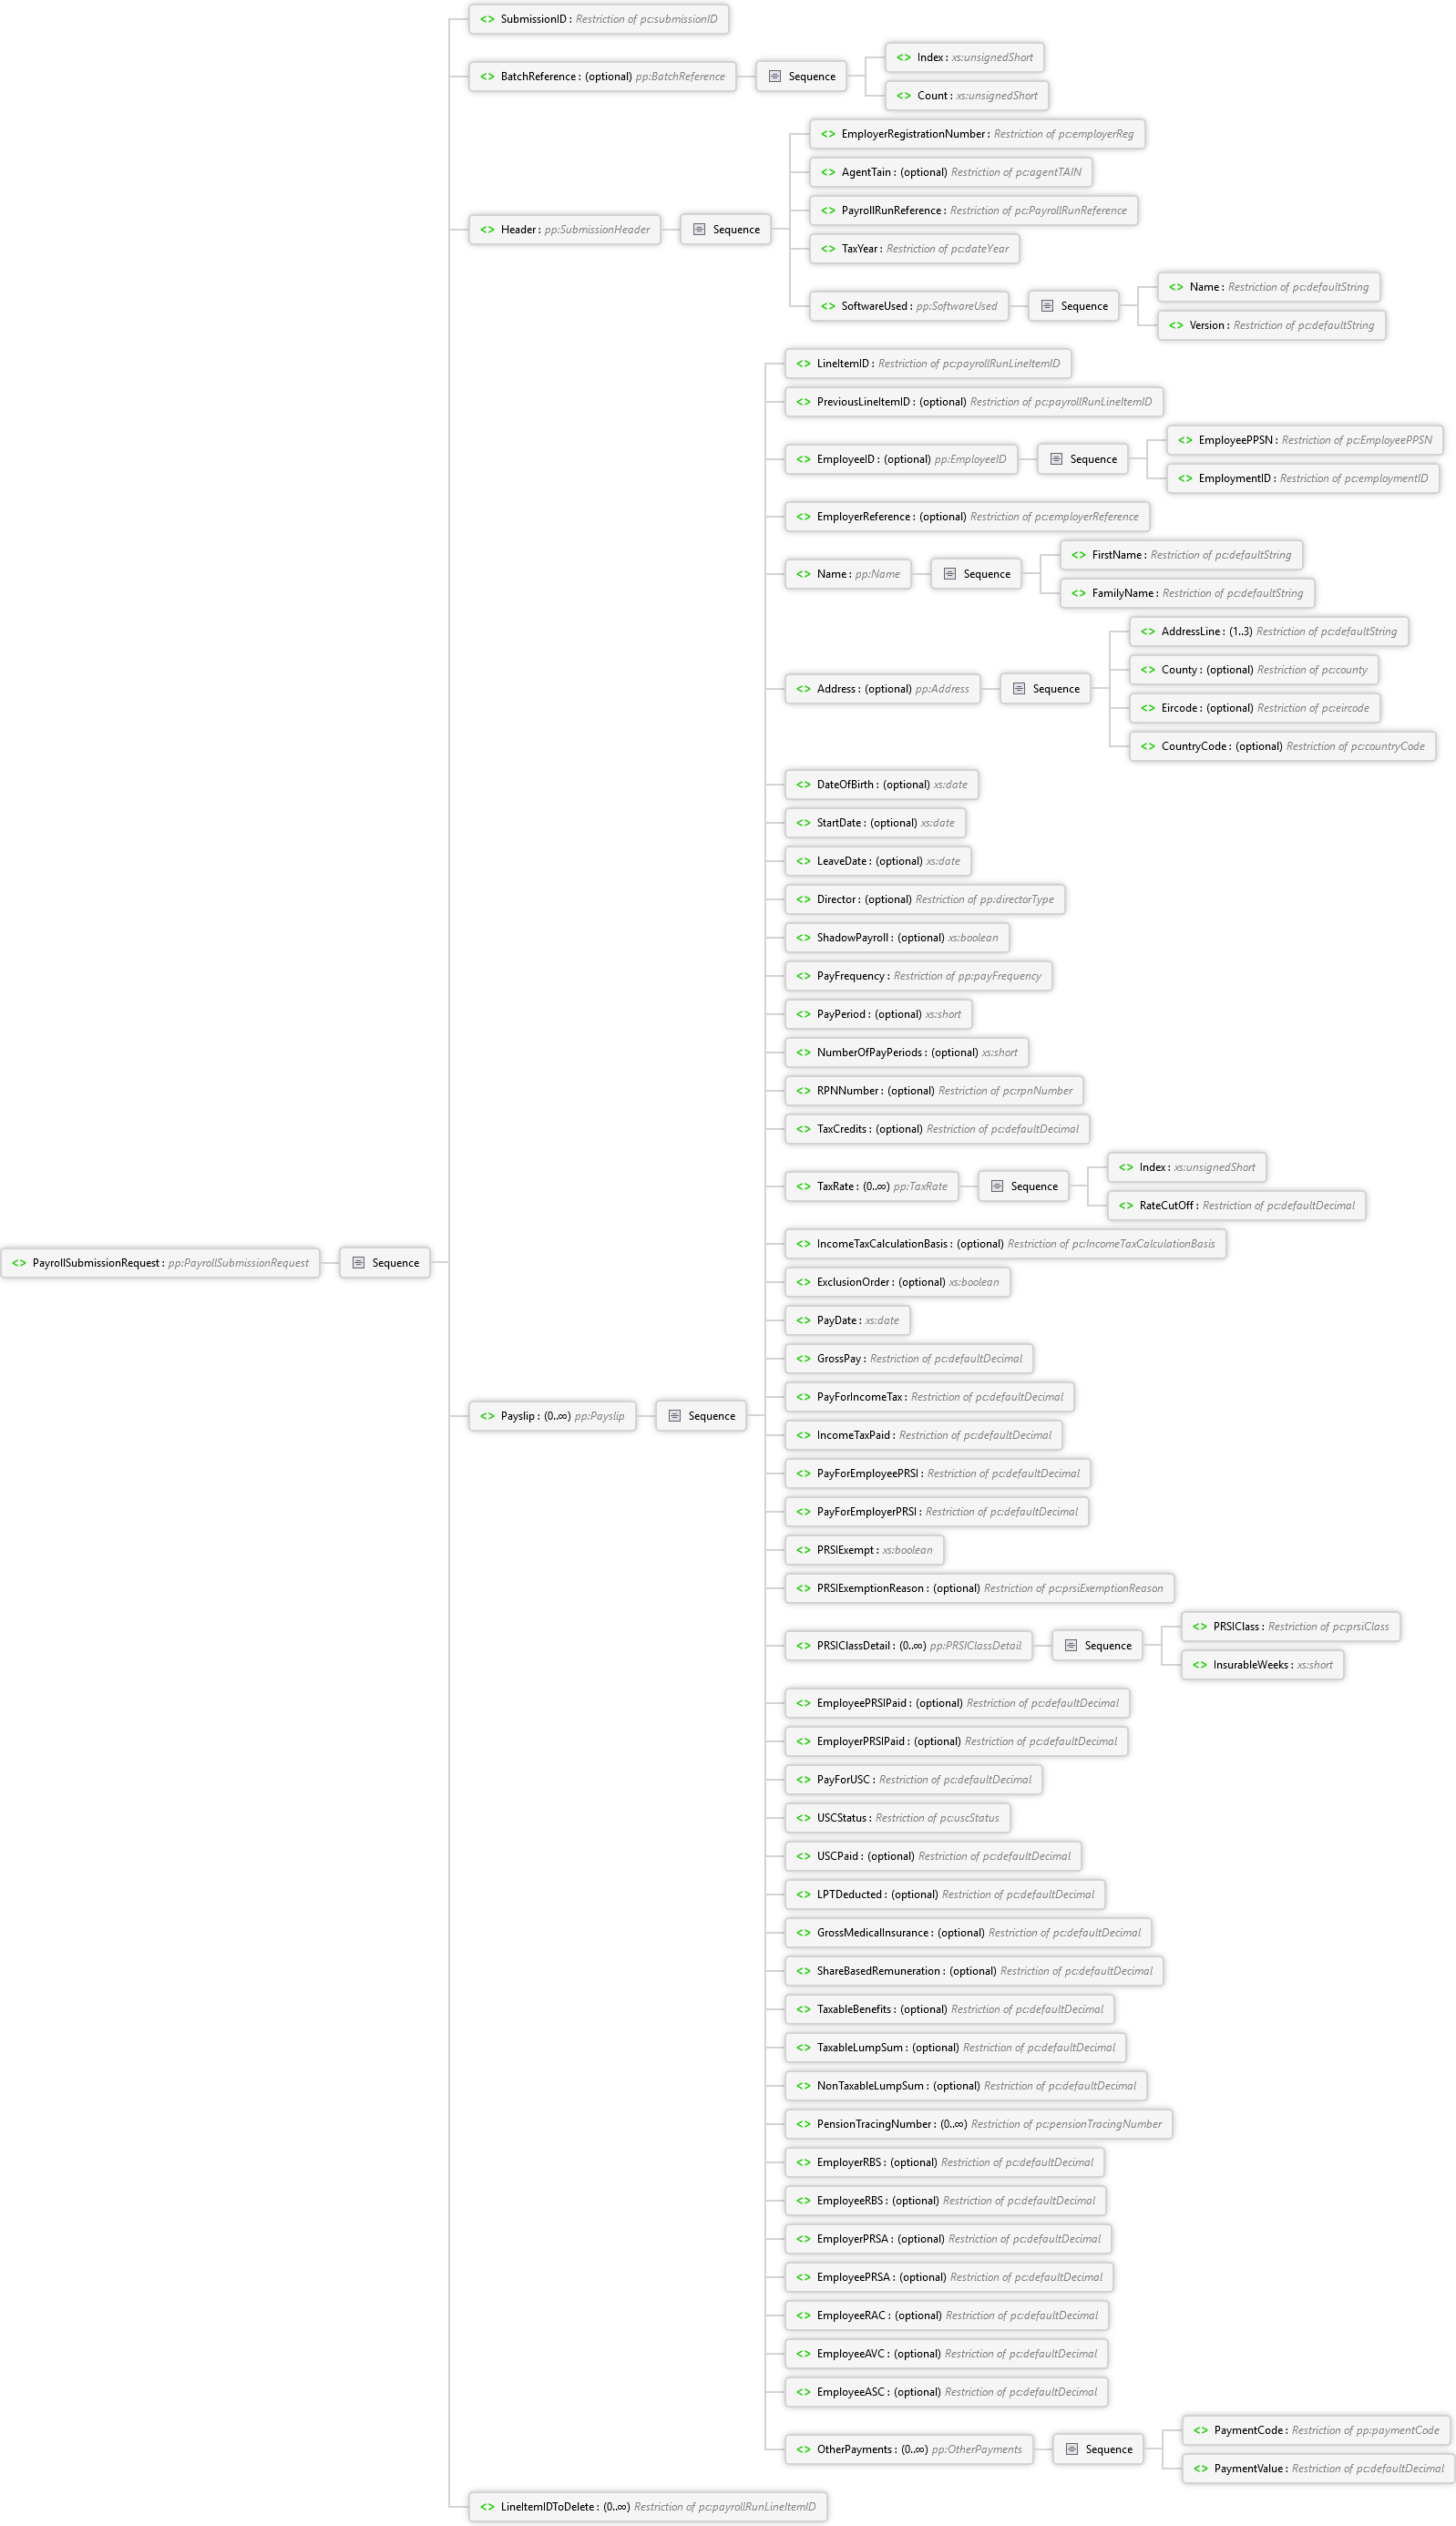 <> SubmissionID : Restriction of pc:submissionID
<> BatchReference : (optional) pp:BatchReference
Sequence
<> Index : xs:unsignedShort
<> Count : xs:unsignedShort
<> Header : pp:SubmissionHeader
Sequence
<> EmployerRegistrationNumber : Restriction of pc:employerReg
<> AgentTain : (optional) Restriction of pc:agentTAIN
<> PayrollRunReference : Restriction of pc:PayrollRunReference
<> TaxYear : Restriction of pc:dateYear
<> SoftwareUsed : pp:SoftwareUsed
Sequence
<> Name : Restriction of pc:defaultString
<> Version : Restriction of pc:defaultString
<> PayrollSubmissionRequest : pp:PayrollSubmissionRequest
Sequence
<> Payslip : (0..∞) pp:Payslip
Sequence
<> LineItemID : Restriction of pc:payrollRunLineItemID
<> PreviousLineItemID : (optional) Restriction of pc:payrollRunLineItemID
<> EmployeeID : (optional) pp:EmployeeID
Sequence
<> EmployeePPSN : Restriction of pc:EmployeePPSN
<> EmploymentID : Restriction of pc:employmentID
<> EmployerReference : (optional) Restriction of pc:employerReference
<> Name : pp:Name
Sequence
<> FirstName : Restriction of pc:defaultString
<> FamilyName : Restriction of pc:defaultString
<> Address : (optional) pp:Address
Sequence
<> AddressLine : (1..3) Restriction of pc:defaultString
<> County : (optional) Restriction of pc:county
<> Eircode : (optional) Restriction of pc:eircode
<> CountryCode : (optional) Restriction of pc:countryCode
<> DateOfBirth : (optional) xs:date
<> StartDate : (optional) xs:date
<> LeaveDate : (optional) xs:date
<> Director : (optional) Restriction of pp:directorType
<> ShadowPayroll : (optional) xs:boolean
<> PayFrequency : Restriction of pp:payFrequency
<> PayPeriod : (optional) xs:short
<> NumberOfPayPeriods : (optional) xs:short
<> RPNNumber : (optional) Restriction of pc:rpnNumber
<> TaxCredits : (optional) Restriction of pc:defaultDecimal
<> TaxRate : (0..∞) pp:TaxRate
Sequence
<> Index : xs:unsignedShort
<> RateCutOff : Restriction of pc:defaultDecimal
<> IncomeTaxCalculationBasis : (optional) Restriction of pc:IncomeTaxCalculationBasis
<> ExclusionOrder : (optional) xs:boolean
<> PayDate : xs:date
<> GrossPay : Restriction of pc:defaultDecimal
<> PayForIncomeTax : Restriction of pc:defaultDecimal
<> IncomeTaxPaid : Restriction of pc:defaultDecimal
<> PayForEmployeePRSI : Restriction of pc:defaultDecimal
<> PayForEmployerPRSI : Restriction of pc:defaultDecimal
<> PRSIExempt : xs:boolean
<> PRSIExemptionReason : (optional) Restriction of pc:prsiExemptionReason
<> PRSIClassDetail : (0..∞) pp:PRSIClassDetail
Sequence
<> PRSIClass : Restriction of pc:prsiClass
<> InsurableWeeks : xs:short
<> EmployeePRSIPaid : (optional) Restriction of pc:defaultDecimal
<> EmployerPRSIPaid : (optional) Restriction of pc:defaultDecimal
<> PayForUSC : Restriction of pc:defaultDecimal
<> USCStatus : Restriction of pc:uscStatus
<> USCPaid : (optional) Restriction of pc:defaultDecimal
<> LPTDeducted : (optional) Restriction of pc:defaultDecimal
<> GrossMedicalInsurance : (optional) Restriction of pc:defaultDecimal
<> ShareBasedRemuneration : (optional) Restriction of pc:defaultDecimal
<> TaxableBenefits : (optional) Restriction of pc:defaultDecimal
<> TaxableLumpSum : (optional) Restriction of pc:defaultDecimal
<> NonTaxableLumpSum : (optional) Restriction of pc:defaultDecimal
<> PensionTracingNumber : (0..∞) Restriction of pc:pensionTracingNumber
<> EmployerRBS : (optional) Restriction of pc:defaultDecimal
<> EmployeeRBS : (optional) Restriction of pc:defaultDecimal
<> EmployerPRSA : (optional) Restriction of pc:defaultDecimal
<> EmployeePRSA : (optional) Restriction of pc:defaultDecimal
<> EmployeeRAC : (optional) Restriction of pc:defaultDecimal
<> EmployeeAVC : (optional) Restriction of pc:defaultDecimal
<> EmployeeASC : (optional) Restriction of pc:defaultDecimal
<> OtherPayments : (0..∞) pp:OtherPayments
Sequence
<> PaymentCode : Restriction of pp:paymentCode
<> PaymentValue : Restriction of pc:defaultDecimal
<> LineItemIDToDelete : (0..∞) Restriction of pc:payrollRunLineItemID